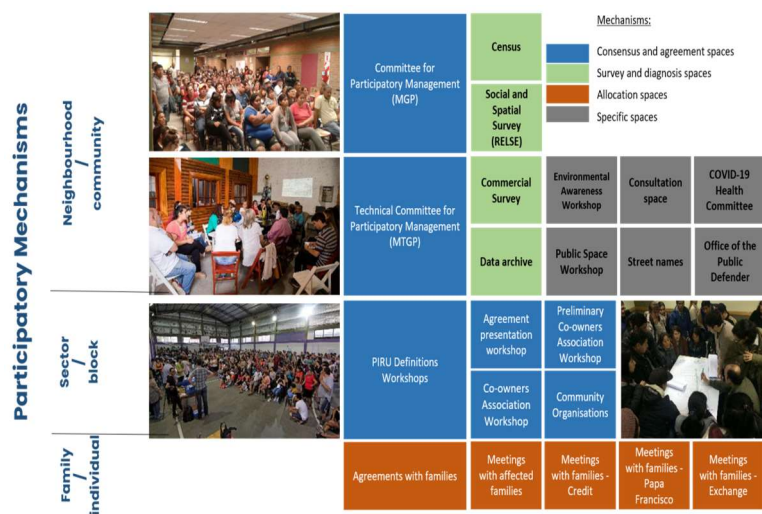 Participatory Mechanisms
Neighbourhood
/
community
Sector
/
block
Family
/
individual
Committee for
Participatory Management
(MGP)
Census
Social and
Spatial
Survey
(RELSE)
Mechanisms:
Consensus and agreement spaces
Survey and diagnosis spaces
Allocation spaces
Specific spaces
Technical Committee for
Participatory Management
(MTGP)
Commercial
Survey
Environmental
Awareness
Workshop
Consultation
space
COVID-19
Health
Committee
Data archive
Public Space
Workshop
Street names
Office of the
Public
Defender
PIRU Definitions
Workshops
Agreement
presentation
workshop
Preliminary
Co-owners
Association
Workshop
Co-owners
Association
Workshop
Community
Organisations
Agreements with families
Meetings
with affected
families
Meetings
with families -
Credit
Meetings
with families -
Papa
Francisco
Meetings
with families -
Exchange